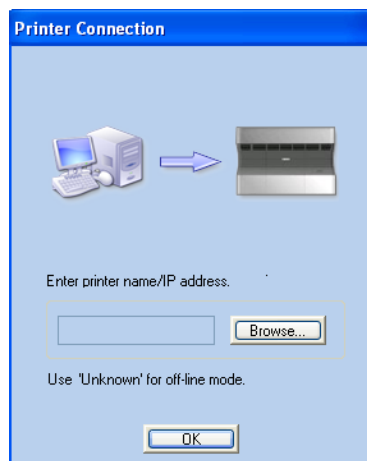 Printer Connection
Enter printer name/IP address.
Browse...
Use 'Unknown' for off-line mode.
OK